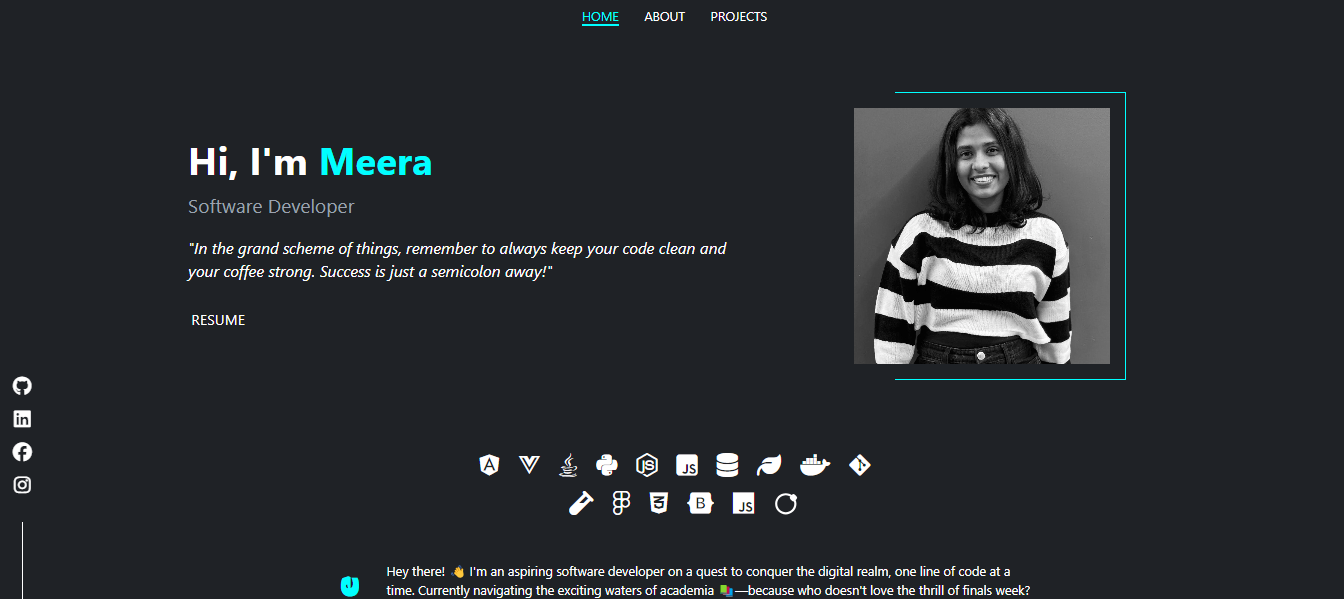 HOME ABOUT PROJECTS
Hi, I'm Meera
Software Developer
"In the grand scheme of things, remember to always keep your code clean and
your coffee strong. Success is just a semicolon away!"
RESUME
in
A JS JS
3 B JS
Hey there! 👋 I'm an aspiring software developer on a quest to conquer the digital realm, one line of code at a
time. Currently navigating the exciting waters of academia 📚—because who doesn't love the thrill of finals week?